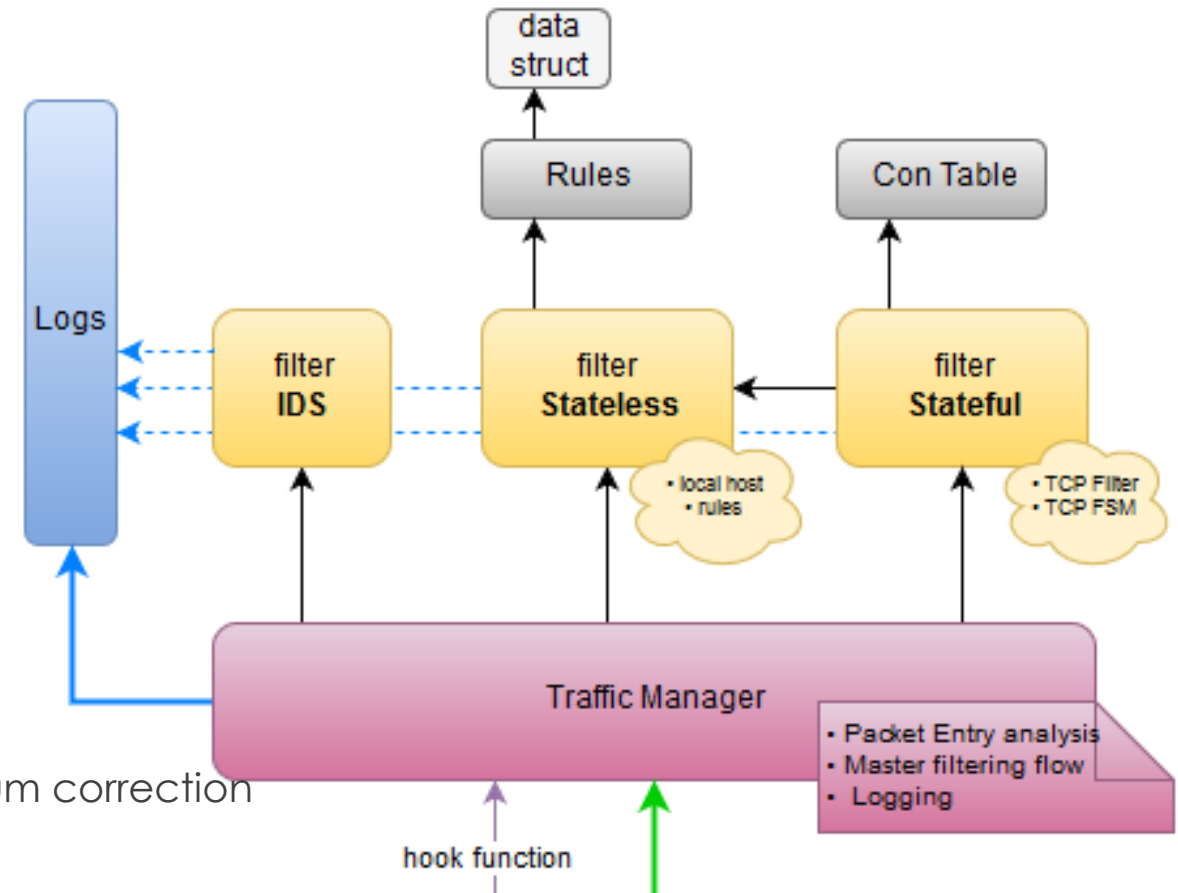 data
struct
Rules
Con Table
Logs
filter
IDS
filter
Stateless
filter
Stateful
• local host
• rules
• TCP Filter
• TCP FSM
Traffic Manager
• Packet Entry analysis
• Master filtering flow
• Logging
correction
hook function